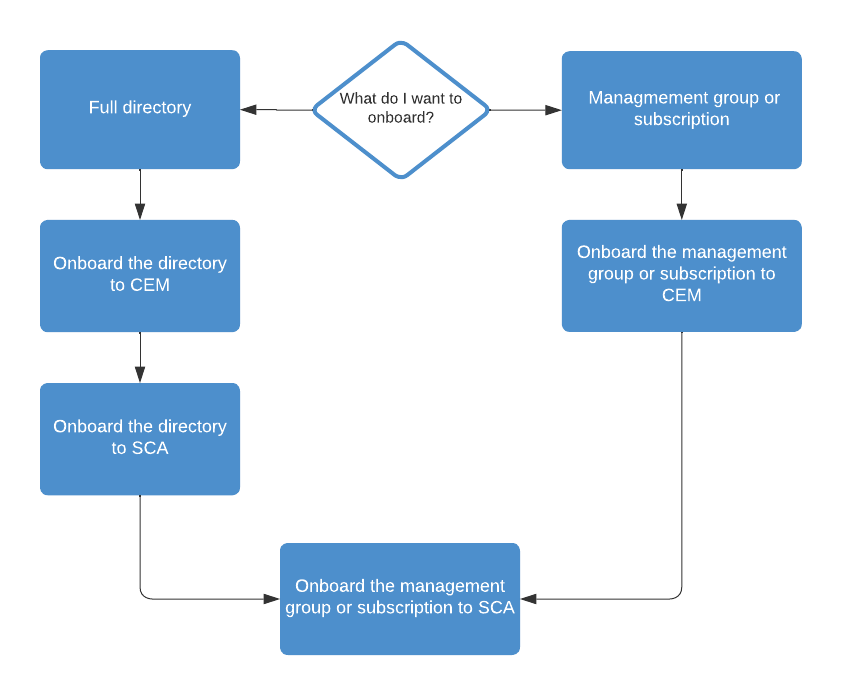 Full directory
What do I want to
onboard?
Managmement group or
subscription
Onboard the directory
to CEM
Onboard the management
group or subscription to
CEM
Onboard the directory
to SCA
Onboard the management
group or subscription to SCA